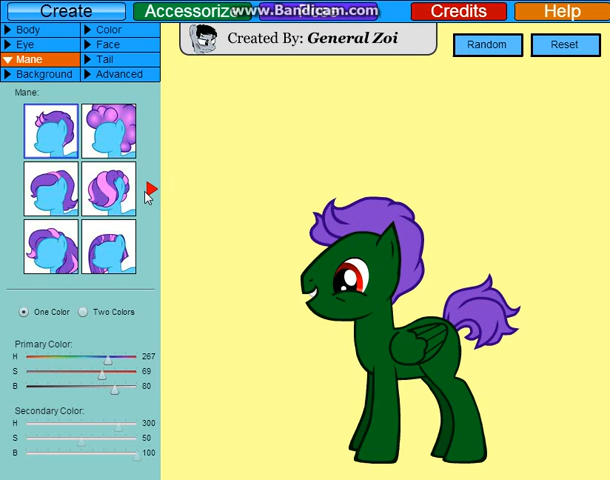 Create
Accessorize
www.Bandicam.com
Credits
Help
Body
Color
Eye
Face
Mane
Tail
Background
Advanced
Created By: General Zoi
Random
Reset
Mane:
One Color
Two Colors
Primary Color:
H 267
S 69
B 80
Secondary Color:
H 300
S 50
B 100